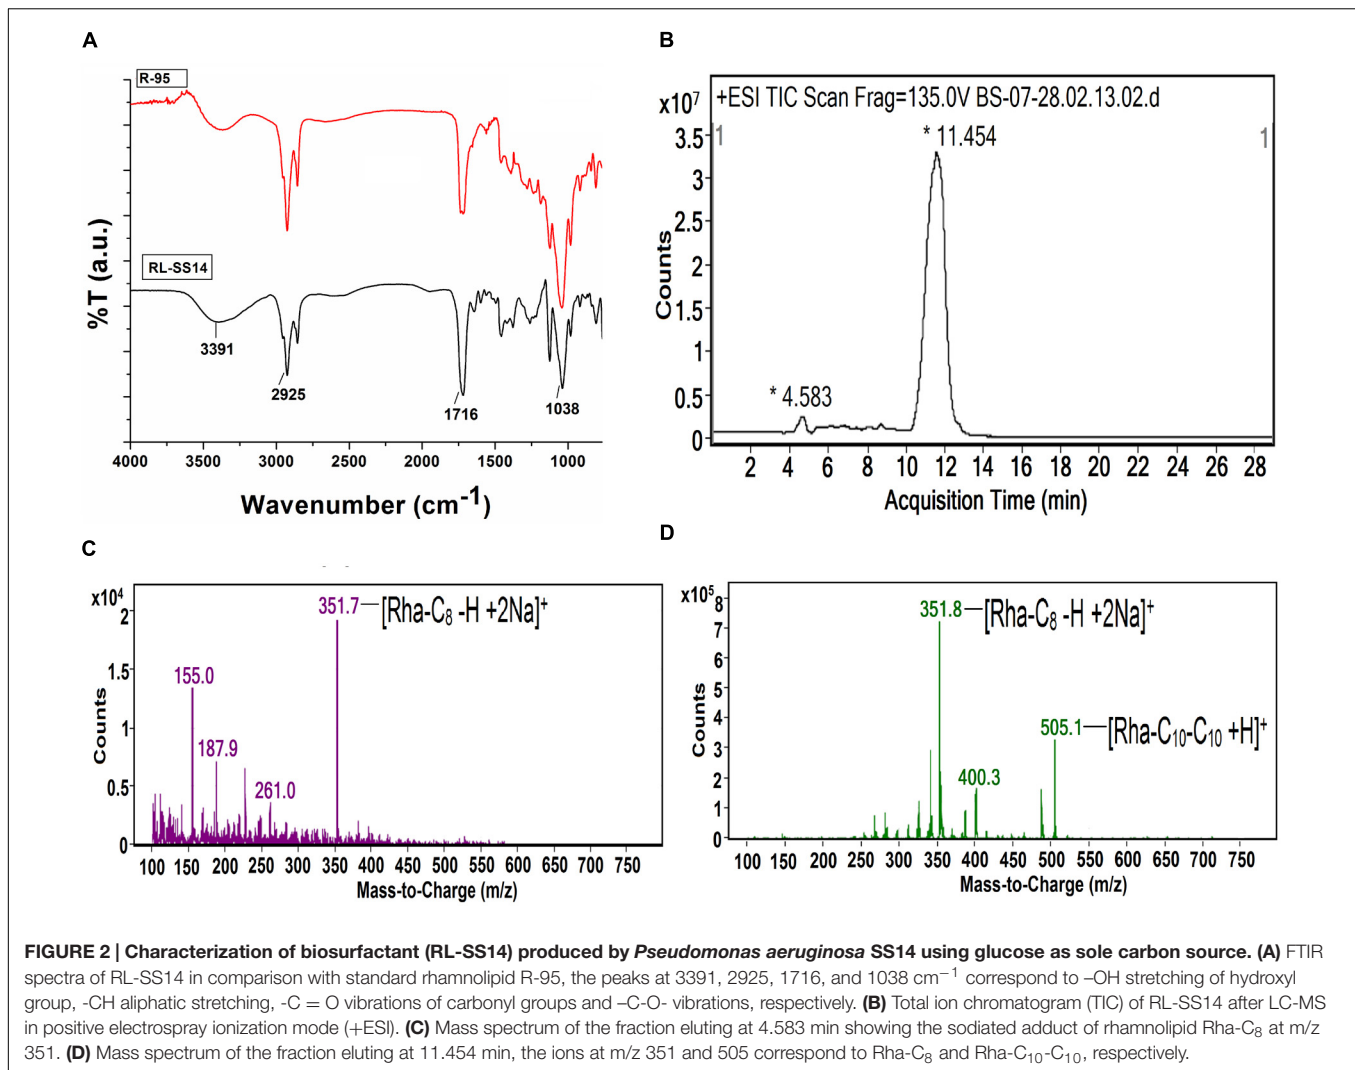 A
R-95
RL-SS14
%T (a.u.)
3391
2925
1716
1038
4000 3500 3000 2500 2000 1500 1000
Wavenumber (cm⁻¹)
B
x10⁷
+ESI TIC Scan Frag=135.0V BS-07-28.02.13.02.d
1 1
* 11.454
* 4.583
3.5
3
2.5
2
1.5
1
0.5
0
Counts
2 4 6 8 10 12 14 16 18 20 22 24 26 28
Acquisition Time (min)
C
x10⁴
2
1.5
1
0.5
0
Counts
351.7 [Rha-C₈ -H +2Na]⁺
155.0
187.9
261.0
100 150 200 250 300 350 400 450 500 550 600 650 700 750
Mass-to-Charge (m/z)
D
x10⁵
8
7
6
5
4
3
2
1
0
Counts
351.8 [Rha-C₈ -H +2Na]⁺
505.1 [Rha-C₁₀-C₁₀ +H]⁺
400.3
100 150 200 250 300 350 400 450 500 550 600 650 700 750
Mass-to-Charge (m/z)
FIGURE 2 | Characterization of biosurfactant (RL-SS14) produced by Pseudomonas aeruginosa SS14 using glucose as sole carbon source. (A) FTIR
spectra of RL-SS14 in comparison with standard rhamnolipid R-95, the peaks at 3391, 2925, 1716, and 1038 cm⁻¹ correspond to –OH stretching of hydroxyl
group, -CH aliphatic stretching, -C = O vibrations of carbonyl groups and –C-O- vibrations, respectively. (B) Total ion chromatogram (TIC) of RL-SS14 after LC-MS
in positive electrospray ionization mode (+ESI). (C) Mass spectrum of the fraction eluting at 4.583 min showing the sodiated adduct of rhamnolipid Rha-C₈ at m/z
351. (D) Mass spectrum of the fraction eluting at 11.454 min, the ions at m/z 351 and 505 correspond to Rha-C₈ and Rha-C₁₀-C₁₀, respectively.